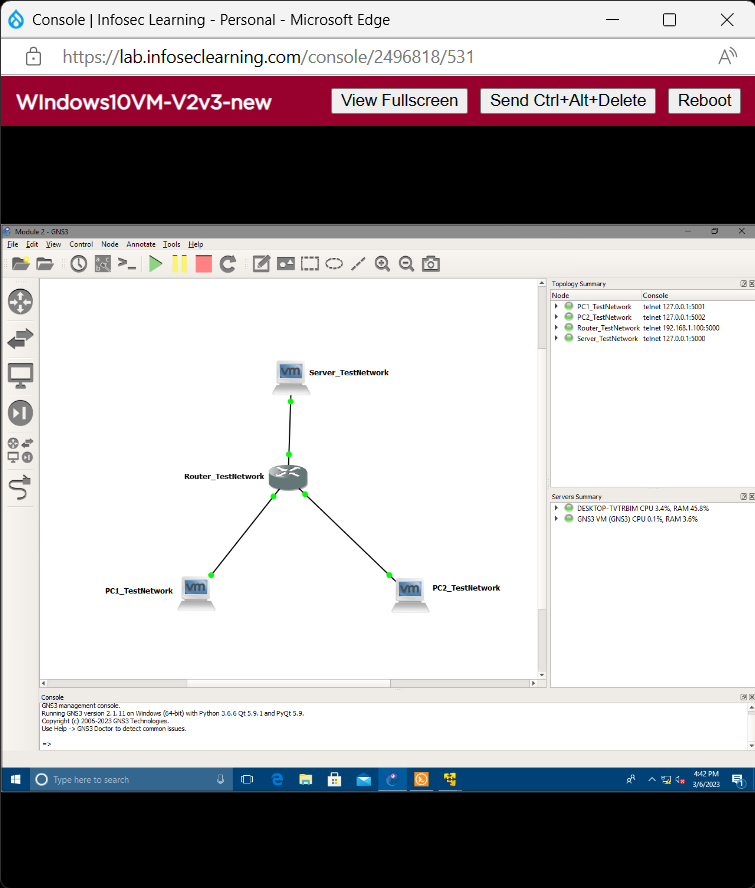 Console | Infosec Learning - Personal - Microsoft Edge
https://lab.infoseclearning.com/console/2496818/531
WIndows10VM-V2v3-new
View Fullscreen
Send Ctrl+Alt+Delete
Reboot
Module 2 - GNS3
File Edit View Control Node Annotate Tools Help
Topology Summary
Node Console
PC1_TestNetwork telnet 127.0.0.1:5001
PC2_TestNetwork telnet 127.0.0.1:5002
Router_TestNetwork telnet 192.168.1.100:5000
Server_TestNetwork telnet 127.0.0.1:5000
vm
Server_TestNetwork
Router_TestNetwork
PC1_TestNetwork
vm
vm
PC2_TestNetwork
Servers Summary
DESKTOP-TVTRBIM CPU 3.4%, RAM 45.8%
GNS3 VM (GNS3) CPU 0.1%, RAM 3.6%
Console
GNS3 management console.
Running GNS3 version 2.1.11 on Windows (64-bit) with Python 3.6.6 Qt 5.9.1 and PyQt 5.9.
Copyright (c) 2006-2023 GNS3 Technologies.
Use Help -> GNS3 Doctor to detect common issues.
=>
Type here to search
4:42 PM
3/6/2023
1